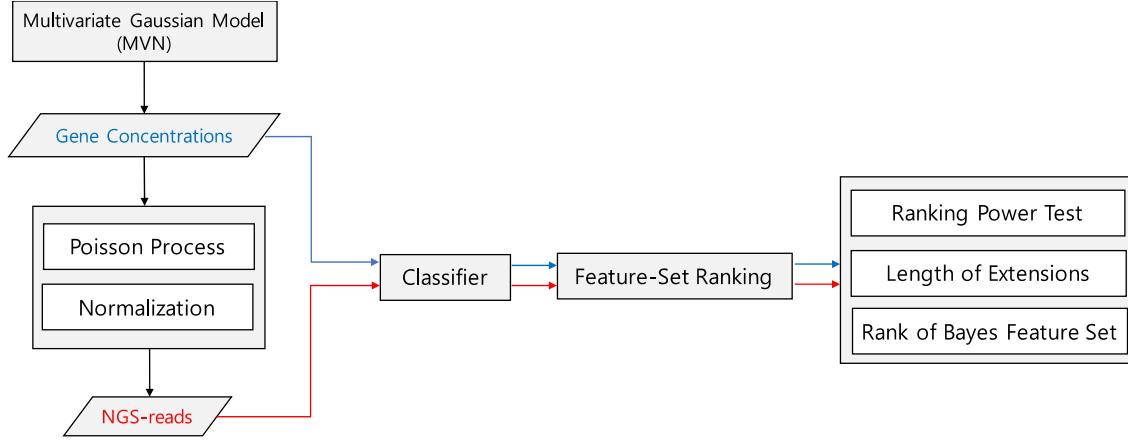 Multivariate Gaussian Model
(MVN)
Gene Concentrations
Poisson Process
Normalization
NGS-reads
Classifier
Feature-Set Ranking
Ranking Power Test
Length of Extensions
Rank of Bayes Feature Set